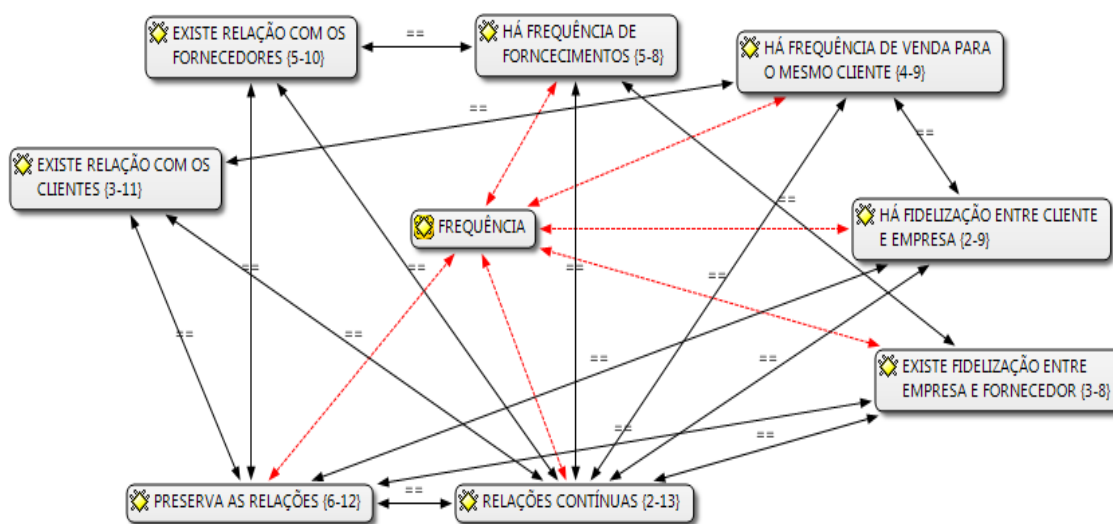 EXISTE RELAÇÃO COM OS
FORNECEDORES {5-10}
==
HÁ FREQUÊNCIA DE
FORNCECIMENTOS {5-8}
HÁ FREQUÊNCIA DE VENDA PARA
O MESMO CLIENTE {4-9}
==
==
EXISTE RELAÇÃO COM OS
CLIENTES {3-11}
==
FREQUÊNCIA
HÁ FIDELIZAÇÃO ENTRE CLIENTE
E EMPRESA {2-9}
==
==
==
==
==
==
==
==
EXISTE FIDELIZAÇÃO ENTRE
EMPRESA E FORNECEDOR {3-8}
==
==
PRESERVA AS RELAÇÕES {6-12}
==
RELAÇÕES CONTÍNUAS {2-13}